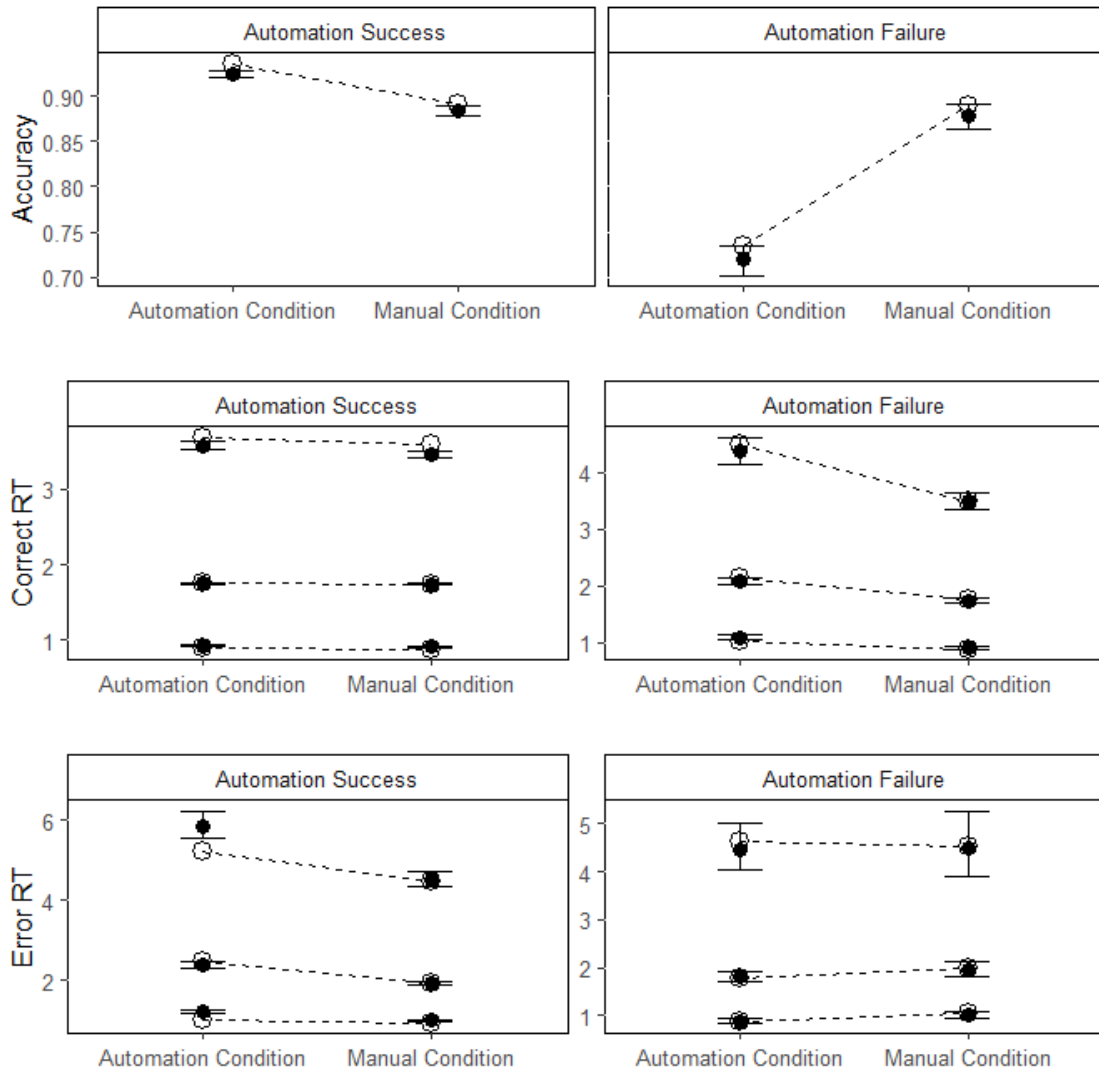 Automation Success
Automation Failure
Accuracy
0.90
0.85
0.80
0.75
0.70
Automation Condition
Manual Condition
Automation Condition
Manual Condition
Automation Success
Automation Failure
Correct RT
3
2
1
4
3
2
1
Automation Condition
Manual Condition
Automation Condition
Manual Condition
Automation Success
Automation Failure
Error RT
6
4
2
5
4
3
2
1
Automation Condition
Manual Condition
Automation Condition
Manual Condition